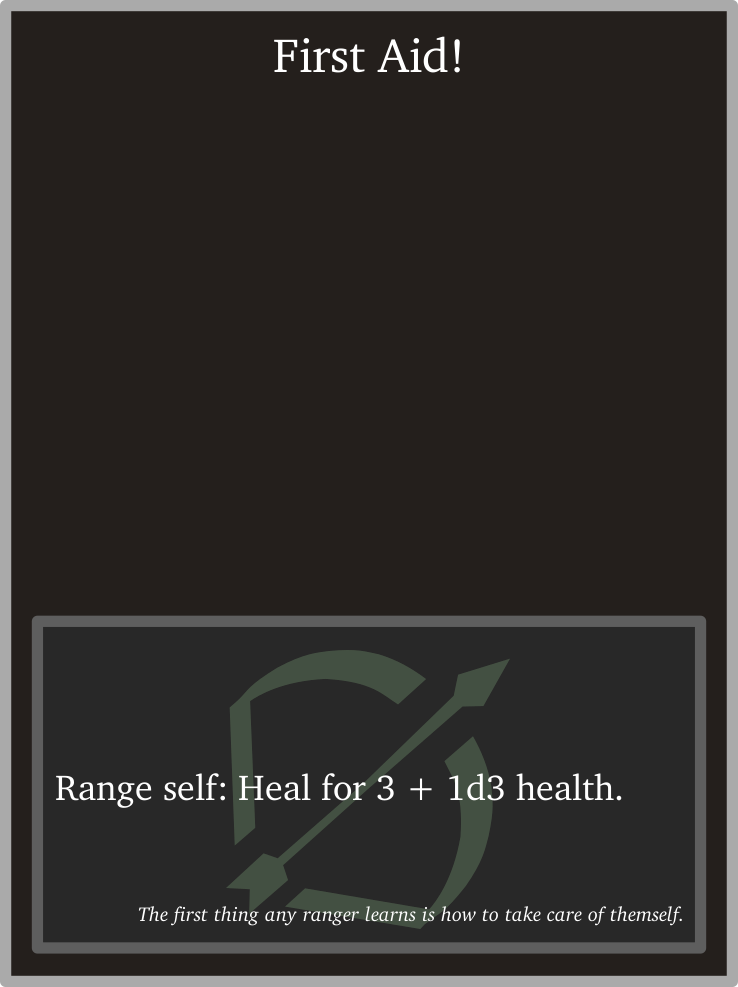 First Aid!
Range self: Heal for 3 + 1d3 health.
The first thing any ranger learns is how to take care of themself.